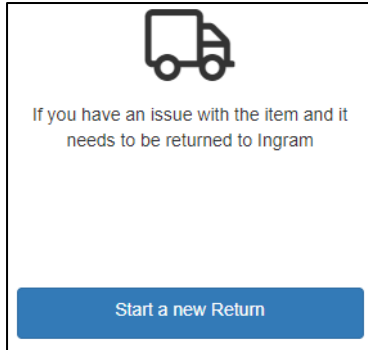 If you have an issue with the item and it
needs to be returned to Ingram
Start a new Return